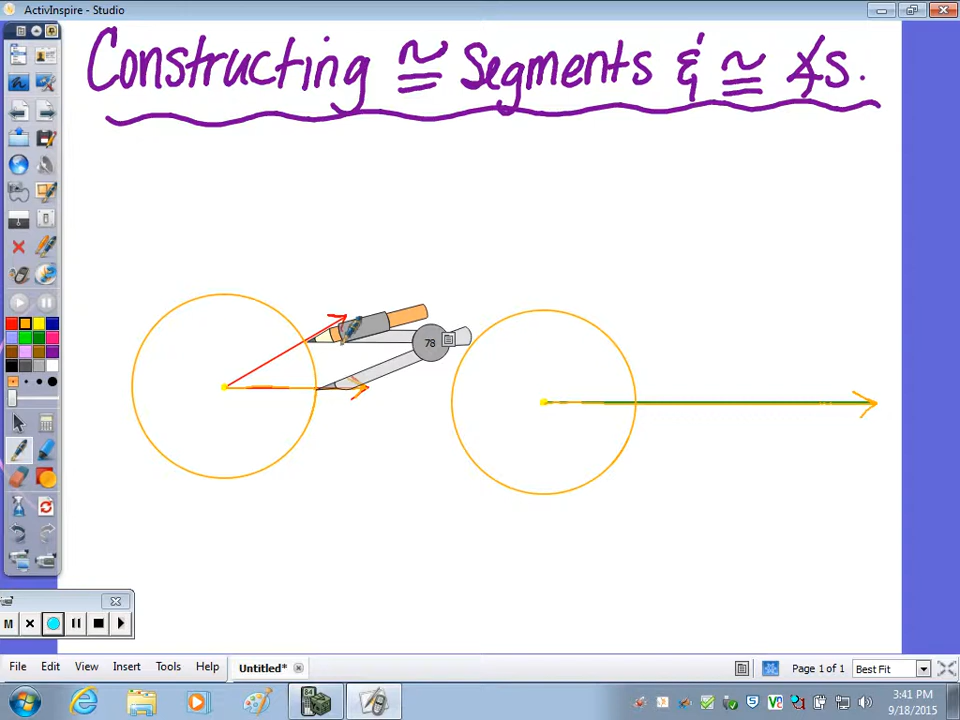 ActivInspire - Studio
Constructing ≅ Segments & ≅ ∡s.
78
M
File Edit View Insert Tools Help Untitled* Page 1 of 1 Best Fit
3:41 PM
9/18/2015